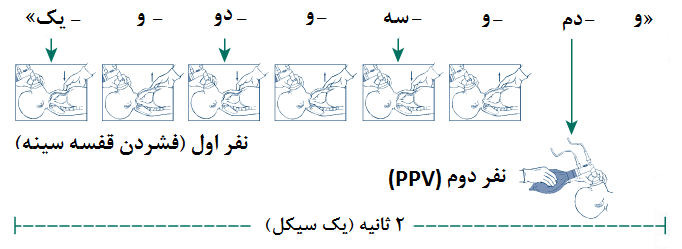 «و -دم -و -سه -و -دو -و -یک»
نفر اول (فشردن قفسه سینه)
نفر دوم (PPV)
۲ ثانیه (یک سیکل)